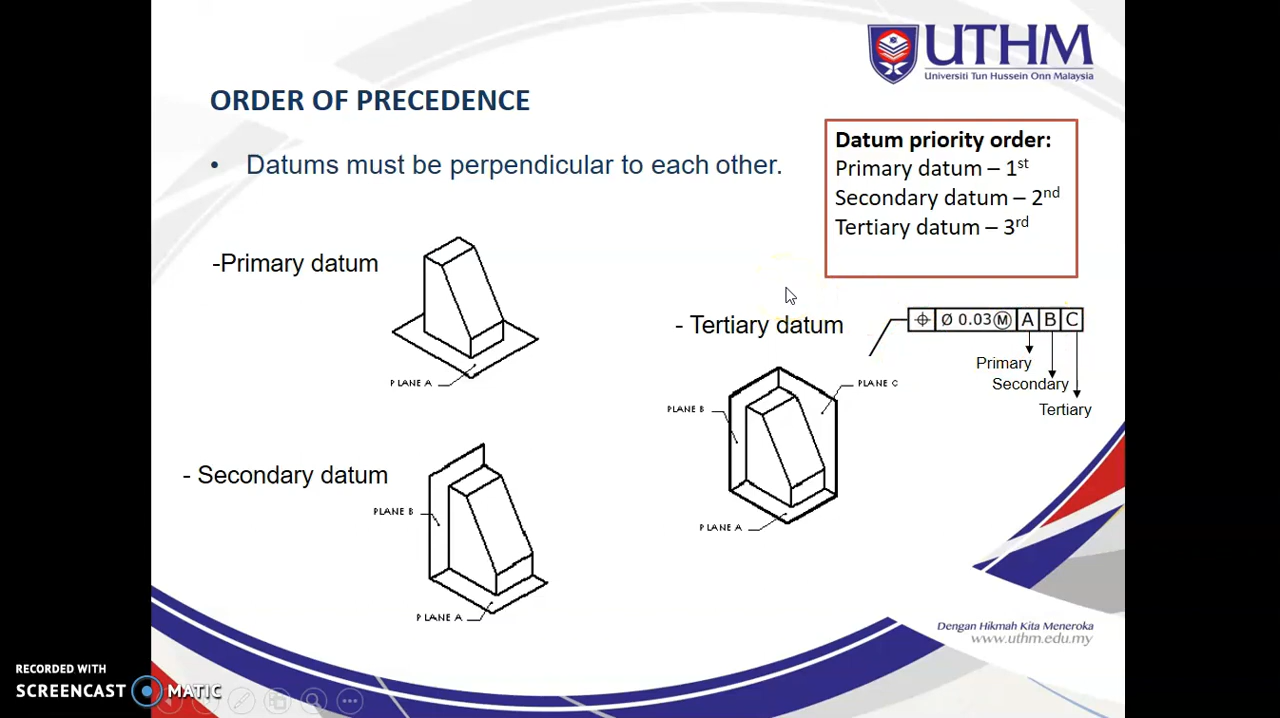 UTHM
Universiti Tun Hussein Onn Malaysia
ORDER OF PRECEDENCE
• Datums must be perpendicular to each other.
Datum priority order:
Primary datum – 1st
Secondary datum – 2nd
Tertiary datum – 3rd
-Primary datum
PLANE A
- Secondary datum
PLANE B
PLANE A
- Tertiary datum
PLANE B
PLANE C
PLANE A
⌖ Ø 0.03 Ⓜ A B C
Primary
Secondary
Tertiary
Dengan Hikmah Kita Meneroka
www.uthm.edu.my
RECORDED WITH
SCREENCAST MATIC